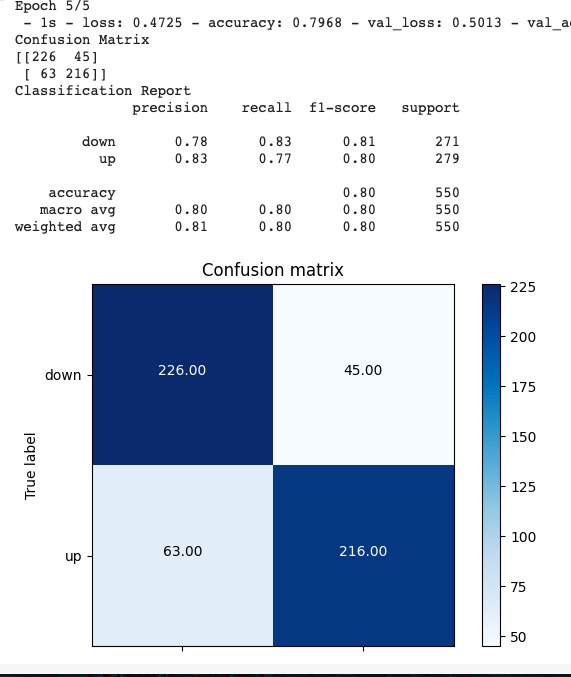 Epoch 5/5
 - 1s - loss: 0.4725 - accuracy: 0.7968 - val_loss: 0.5013 -
Confusion Matrix
[[226  45]
 [ 63 216]]
Classification Report
              precision    recall  f1-score   support

        down       0.78      0.83      0.81       271
          up       0.83      0.77      0.80       279

    accuracy                           0.80       550
   macro avg       0.80      0.80      0.80       550
weighted avg       0.81      0.80      0.80       550

Confusion matrix
225
226.00 45.00
down
200
175
150
True label
125
100
63.00 216.00
up
75
50